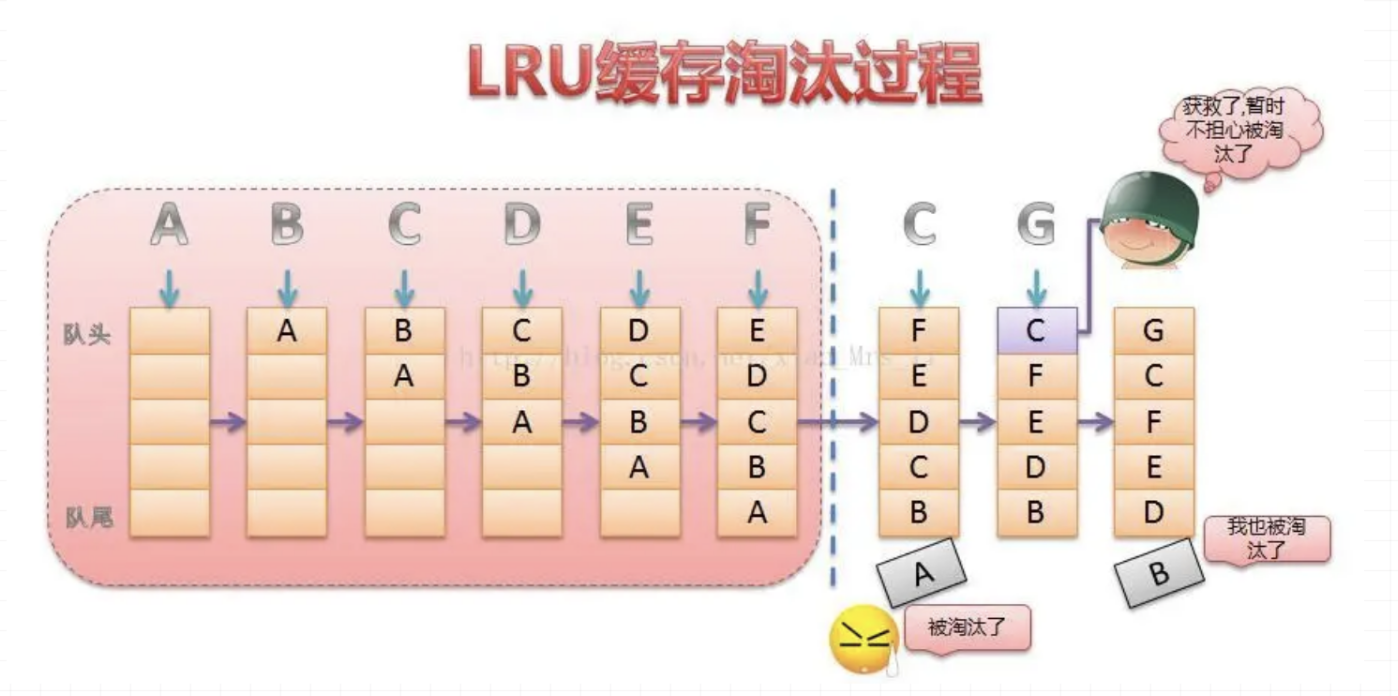 LRU缓存淘汰过程
获救了,暂时
不担心被淘
汰了
A B C D E F C G
队头 A B C D E F C G
A B C D E F C
A B C D E F
A B C D E
队尾 A B B D
A B
我也被淘
汰了
被淘汰了